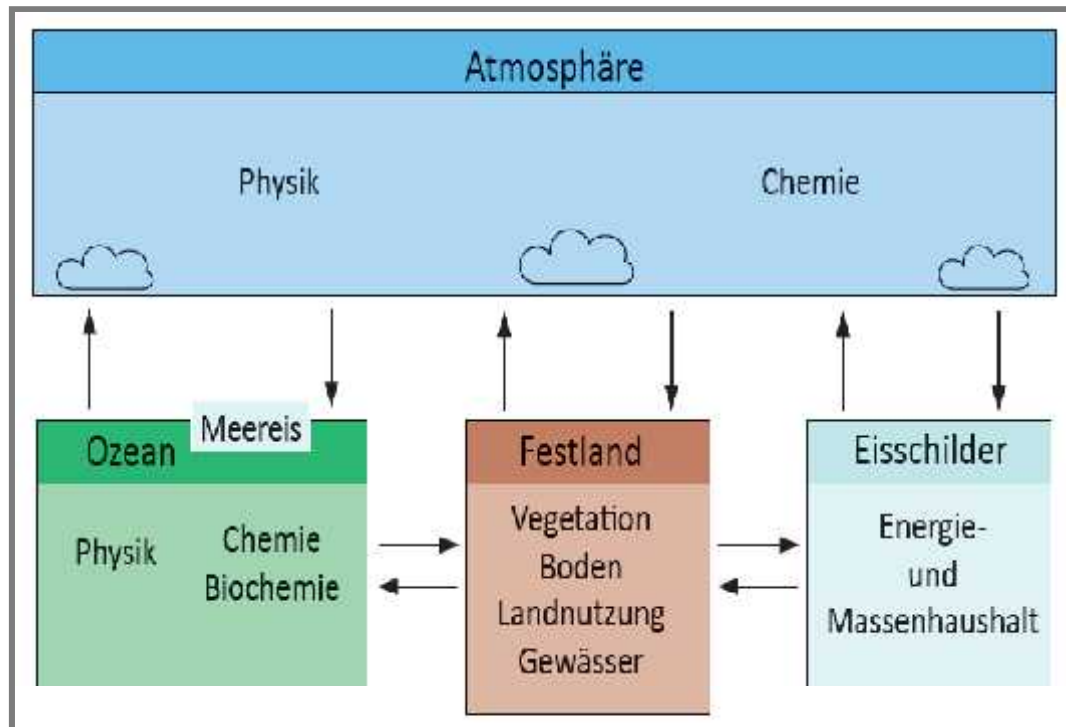 Atmosphäre
Physik
Chemie
Ozean
Meereis
Physik
Chemie
Biochemie
Festland
Vegetation
Boden
Landnutzung
Gewässer
Eisschilder
Energie-
und
Massenhaushalt